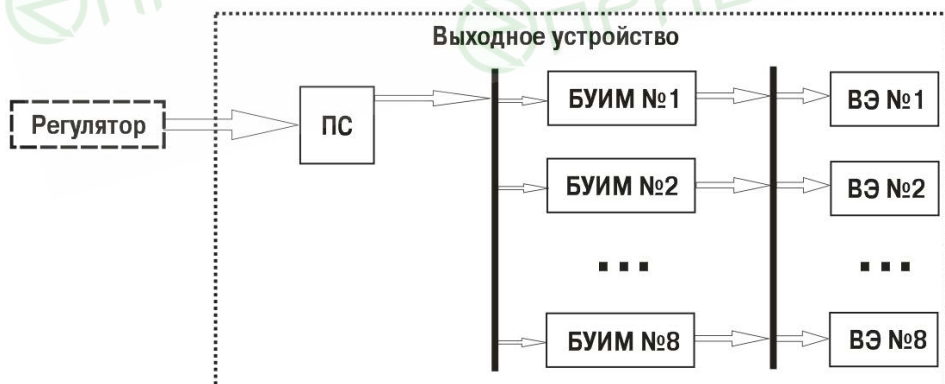 Выходное устройство
Регулятор
ПС
БУИМ №1
ВЭ №1
БУИМ №2
ВЭ №2
...
...
БУИМ №8
ВЭ №8